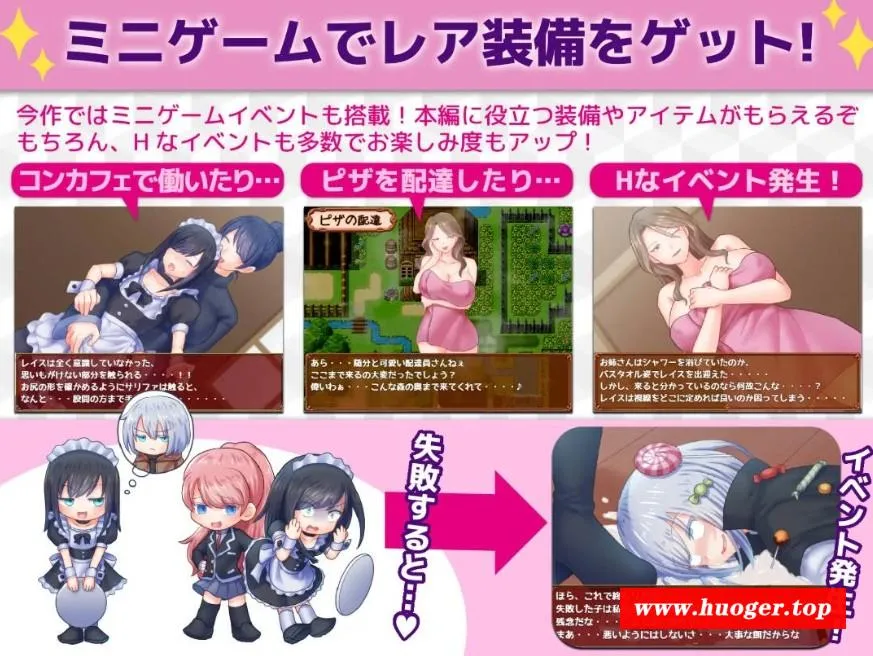 ミニゲームでレア装備をゲット!
今作ではミニゲームイベントも搭載!本編に役立つ装備やアイテムがもらえるぞ
もちろん、Hなイベントも多数でお楽しみ度もアップ!
コンカフェで働いたり…
ピザを配達したり…
Hなイベント発生!
レイスは全く意識していなかった、
思いもがけない部分を触られる・・・・!!
お尻の形を確かめるようにサリファは触ると、
なんと・・・股間の方まで
ピザの配達
あら・・・随分と可愛い配達員さんねぇ
ここまで来るの大変だったでしょう?
偉いわぁ・・・こんな森の奥まで来てくれて・・・・・♪
お姉さんはシャワーを浴びていたのか、
バスタオル姿でレイスを出迎えた・・・・・
しかし、来ると分かっているのなら何故こんな・・・・?
レイスは視線をどこに定めれば良いのか困ってしまう・・・・・
失敗すると…♥
イベント発生
ほら、これで
失敗した子は私
残念だな・・・
まあ・・・悪いようにはしないさ・・・大事な餌だからな
www.huoger.top